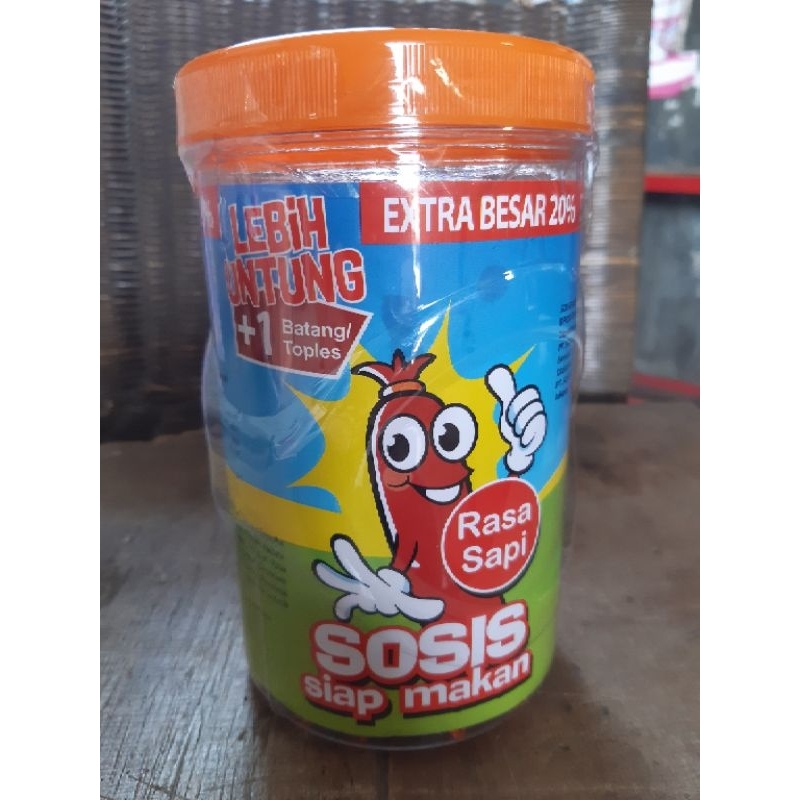 LEBiH
UNTUNG
+1 Batang/
Toples
EXTRA BESAR 20%
Rasa
Sapi
SOSIS
siap makan